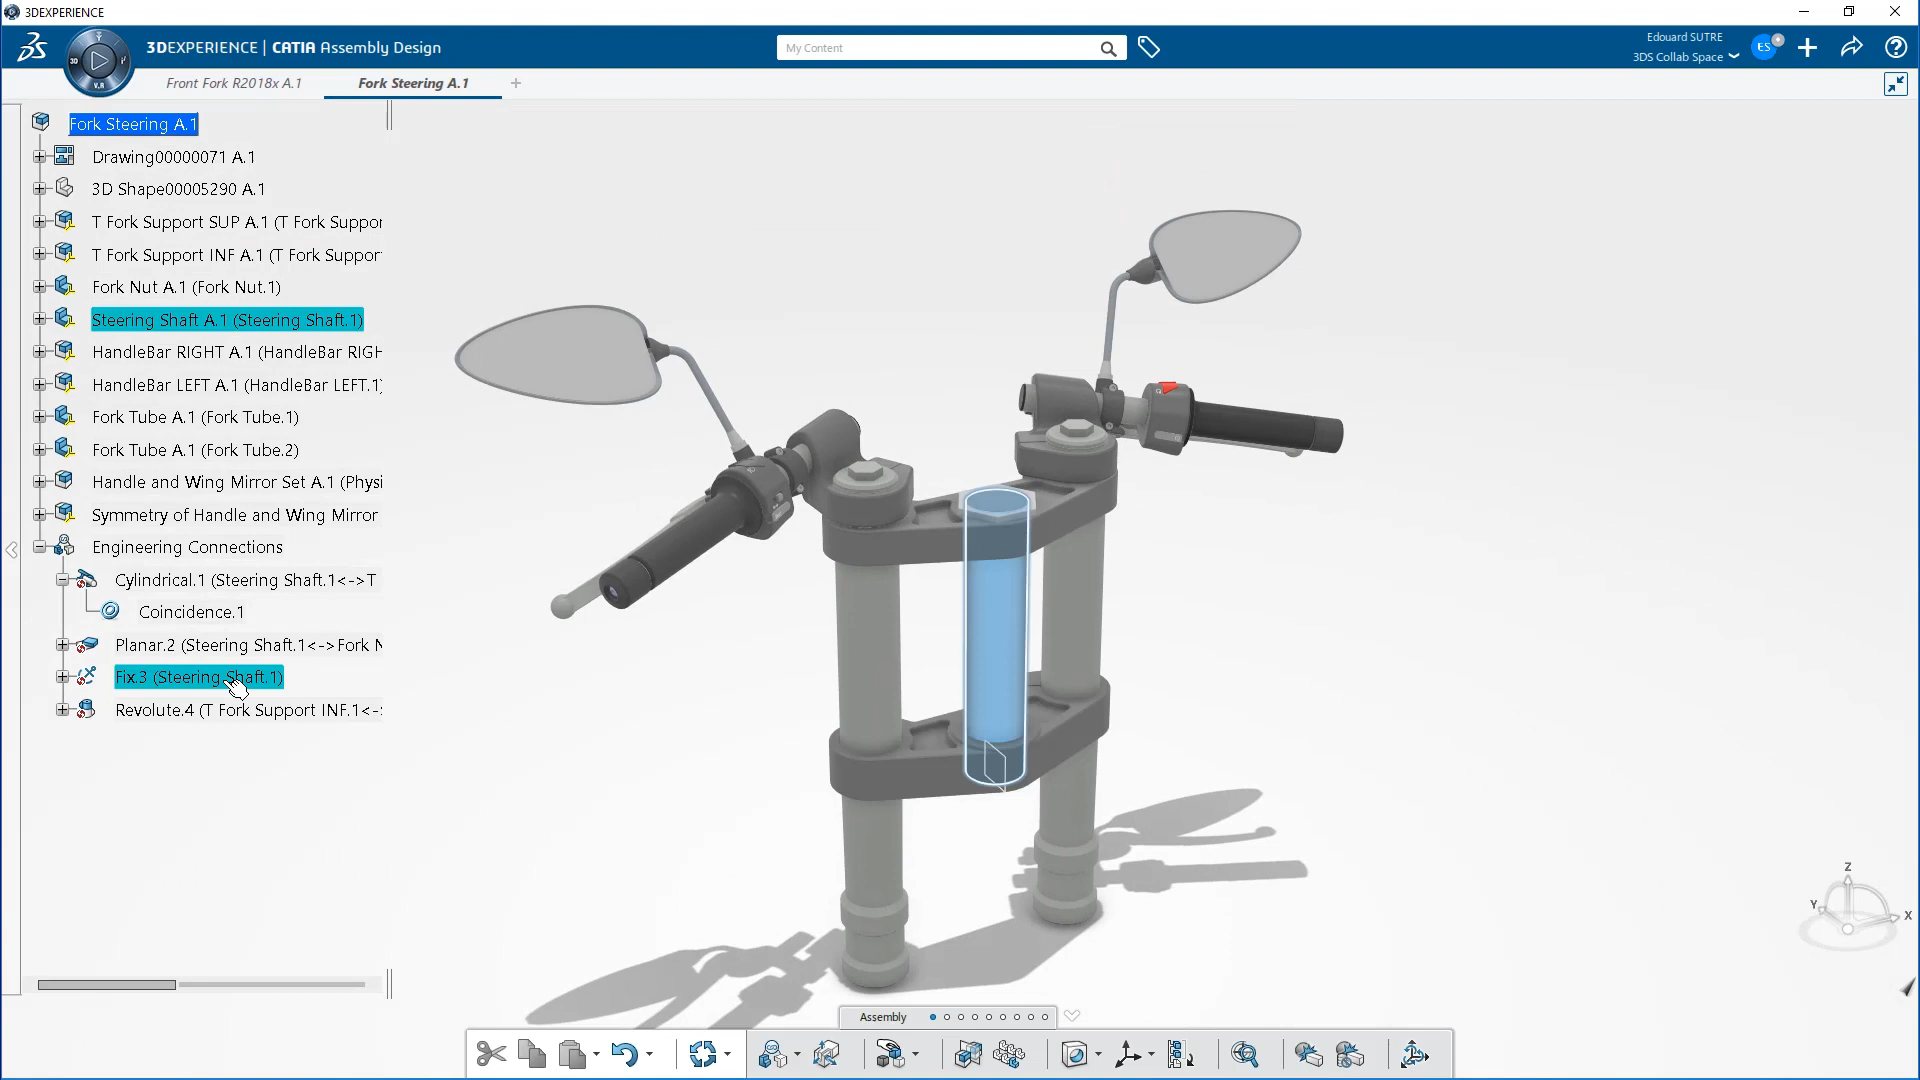 3DEXPERIENCE
3DEXPERIENCE | CATIA Assembly Design
My Content
Edouard SUTRE
3DS Collab Space
ES
3D
V.R
Front Fork R2018x A.1
Fork Steering A.1
Fork Steering A.1
Drawing00000071 A.1
3D Shape00005290 A.1
T Fork Support SUP A.1 (T Fork Suppor
T Fork Support INF A.1 (T Fork Support
Fork Nut A.1 (Fork Nut.1)
Steering Shaft A.1 (Steering Shaft.1)
HandleBar RIGHT A.1 (HandleBar RIGH
HandleBar LEFT A.1 (HandleBar LEFT.1)
Fork Tube A.1 (Fork Tube.1)
Fork Tube A.1 (Fork Tube.2)
Handle and Wing Mirror Set A.1 (Physi
Symmetry of Handle and Wing Mirror
Engineering Connections
Cylindrical.1 (Steering Shaft.1<->T
Coincidence.1
Planar.2 (Steering Shaft.1<->Fork N
Fix.3 (Steering Shaft.1)
Revolute.4 (T Fork Support INF.1<-:
Z
Y
X
Assembly